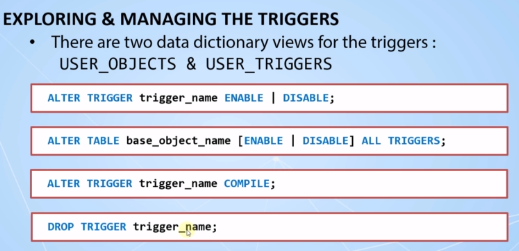 EXPLORING & MANAGING THE TRIGGERS
• There are two data dictionary views for the triggers :
USER_OBJECTS & USER_TRIGGERS
ALTER TRIGGER trigger_name ENABLE | DISABLE;
ALTER TABLE base_object_name [ENABLE | DISABLE] ALL TRIGGERS;
ALTER TRIGGER trigger_name COMPILE;
DROP TRIGGER trigger_name;